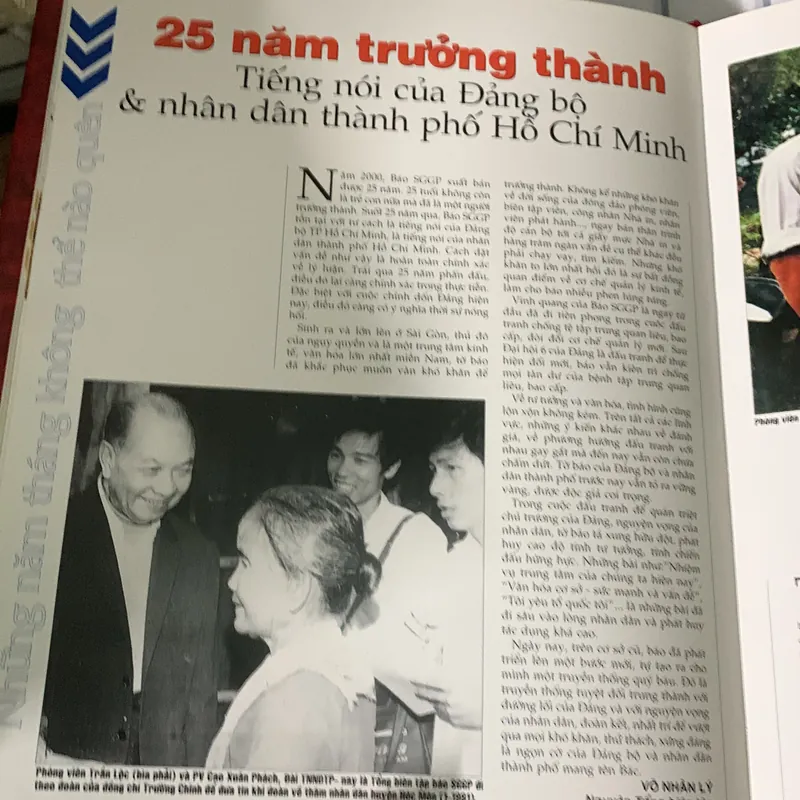 25 năm trưởng thành
Tiếng nói của Đảng bộ
& nhân dân thành phố Hồ Chí Minh
Những năm tháng không thể nào quên
Năm 2000, Báo SGGP xuất bản
được 25 năm. 25 tuổi không còn
là trẻ con nữa mà đã là một người
trưởng thành. Suốt 25 năm qua, Báo SGGP
tồn tại với tư cách là tiếng nói của Đảng
bộ TP Hồ Chí Minh, là tiếng nói của nhân
dân thành phố Hồ Chí Minh. Cách đặt
vấn đề như vậy là hoàn toàn chính xác
về lý luận. Trải qua 25 năm phấn đấu,
điều đó lại càng chính xác trong thực tiễn.
Đặc biệt với cuộc chỉnh đốn Đảng hiện
nay, điều đó càng có ý nghĩa thời sự nóng
hổi.
Sinh ra và lớn lên ở Sài Gòn, thủ đô
của ngụy quyền và là một trung tâm kinh
tế, văn hóa lớn nhất miền Nam, tờ báo
đã khắc phục muôn vàn khó khăn để
trưởng thành. Không kể những khó khăn
về đời sống của đông đảo phóng viên,
biên tập viên, công nhân Nhà in, nhân
viên phát hành..., ngay bản thân trình
độ cán bộ tới cả giấy mực Nhà in và
hàng trăm ngàn vấn đề cụ thể khác đều
phải chạy vạy, tìm kiếm. Nhưng khó
khăn to lớn nhất hồi đó là sự bất đồng
quan điểm về cơ chế quản lý kinh tế,
làm cho báo nhiều phen lúng túng.
Vinh quang của Báo SGGP là ngay từ
đầu đã đi tiên phong trong cuộc đấu
tranh chống tệ tập trung quan liêu, bao
cấp, đòi đổi cơ chế quản lý mới. Sau
Đại hội 6 của Đảng là đấu tranh để thực
hiện đổi mới, báo vẫn kiên trì chống
mọi tàn dư của bệnh tập trung quan
liêu, bao cấp.
Về tư tưởng và văn hóa, tình hình cũng
lộn xộn không kém. Trên tất cả các lĩnh
vực, những ý kiến khác nhau về đánh
giá, về phương hướng đấu tranh với
nhau gay gắt mà đến nay vẫn còn chưa
chấm dứt. Tờ báo của Đảng bộ và nhân
dân thành phố trước nay vẫn tỏ ra vững
vàng, được độc giả coi trọng.
Trong cuộc đấu tranh để quán triệt
chủ trương của Đảng, nguyện vọng của
nhân dân, tờ báo tả xung hữu đột, phát
huy cao độ tính tư tưởng, tính chiến
đấu hừng hực. Những bài như: "Nhiệm
vụ trung tâm của chúng ta hiện nay",
"Văn hóa cơ sở - sức mạnh và vấn đề",
"Tôi yêu tổ quốc tôi"... là những bài đã
đi sâu vào lòng nhân dân và phát huy
tác dụng khá cao.
Ngày nay, trên cơ sở cũ, báo đã phát
triển lên một bước mới, tự tạo ra cho
mình một truyền thống quý báu. Đó là
truyền thống tuyệt đối trung thành với
đường lối của Đảng và với nguyện vọng
của nhân dân, đoàn kết, nhất trí để vượt
qua mọi khó khăn, thử thách, xứng đáng
là ngọn cờ của Đảng bộ và nhân dân
thành phố mang tên Bác.
VÕ NHÂN LÝ
Phóng viên Trần Lộc (bìa phải) và PV Cao Xuân Phách, Đài TNNDTP- nay là Tổng biên tập báo SGGP đi
theo đoàn của đồng chí Trường Chinh để đưa tin khi đoàn về thăm nhân dân huyện Hóc Môn (1-1981).
Phóng viên